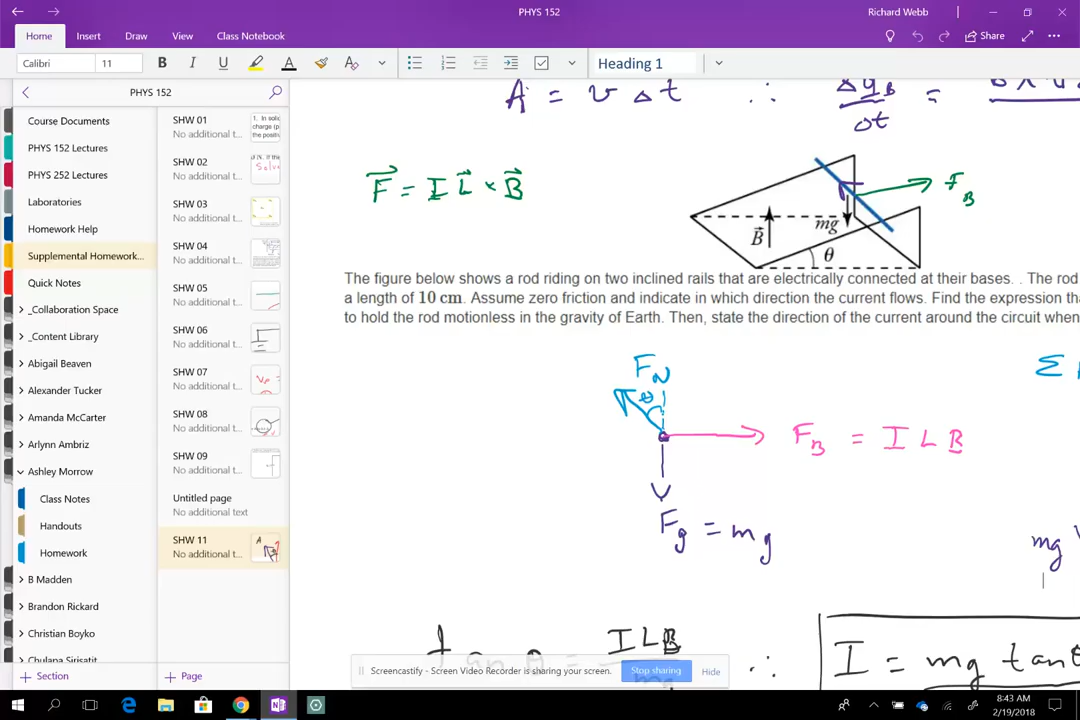 PHYS 152
Richard Webb
Home
Insert
Draw
View
Class Notebook
Share
Calibri
11
B
I
U
A
Heading 1
PHYS 152
Course Documents
PHYS 152 Lectures
PHYS 252 Lectures
Laboratories
Homework Help
Supplemental Homework...
Quick Notes
_Collaboration Space
_Content Library
Abigail Beaven
Alexander Tucker
Amanda McCarter
Arlynn Ambriz
Ashley Morrow
Class Notes
Handouts
Homework
B Madden
Brandon Rickard
Christian Boyko
Chulapa Sirisatit
+ Section
SHW 01
No additional t...
SHW 02
No additional t...
SHW 03
No additional t...
SHW 04
No additional t...
SHW 05
No additional t...
SHW 06
No additional t...
SHW 07
No additional t...
SHW 08
No additional t...
SHW 09
No additional t...
Untitled page
No additional text
SHW 11
No additional t...
+ Page
A = v Δt ∴
Δt =
F = I L × B
F_B
mg
B
θ
The figure below shows a rod riding on two inclined rails that are electrically connected at their bases. . The rod
a length of 10 cm. Assume zero friction and indicate in which direction the current flows. Find the expression tha
to hold the rod motionless in the gravity of Earth. Then, state the direction of the current around the circuit when
F_N
θ
Σ
F_B = I L B
F_g = mg
mg
tan θ = ILB
mg
∴ I = mg tanθ
Screencastify - Screen Video Recorder is sharing your screen.
Stop sharing
Hide
8:43 AM
2/19/2018